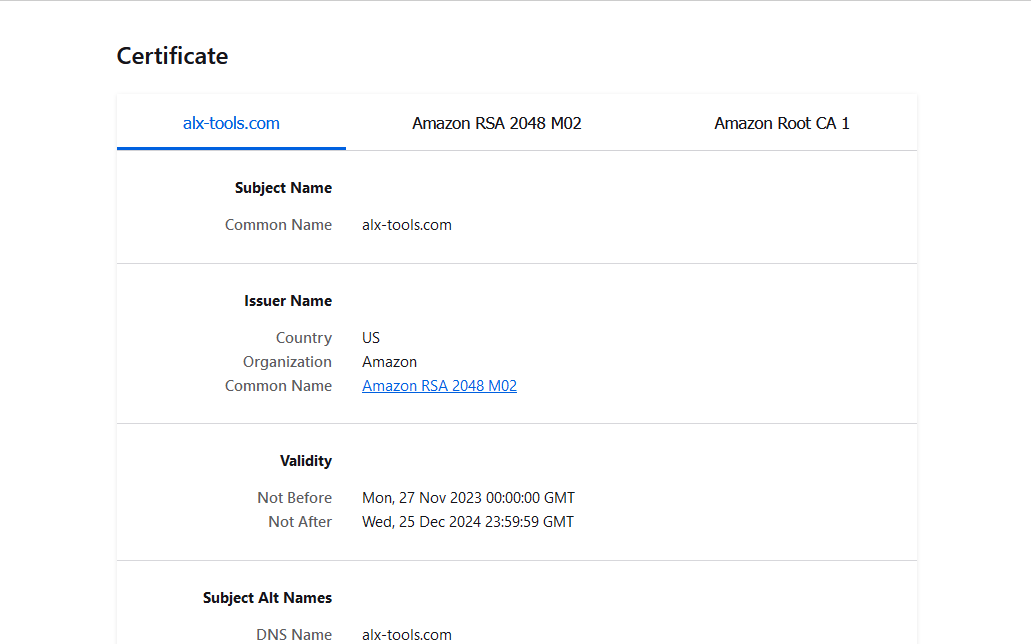 Certificate
alx-tools.com Amazon RSA 2048 M02 Amazon Root CA 1
Subject Name
Common Name alx-tools.com
Issuer Name
Country US
Organization Amazon
Common Name Amazon RSA 2048 M02
Validity
Not Before Mon, 27 Nov 2023 00:00:00 GMT
Not After Wed, 25 Dec 2024 23:59:59 GMT
Subject Alt Names
DNS Name alx-tools.com